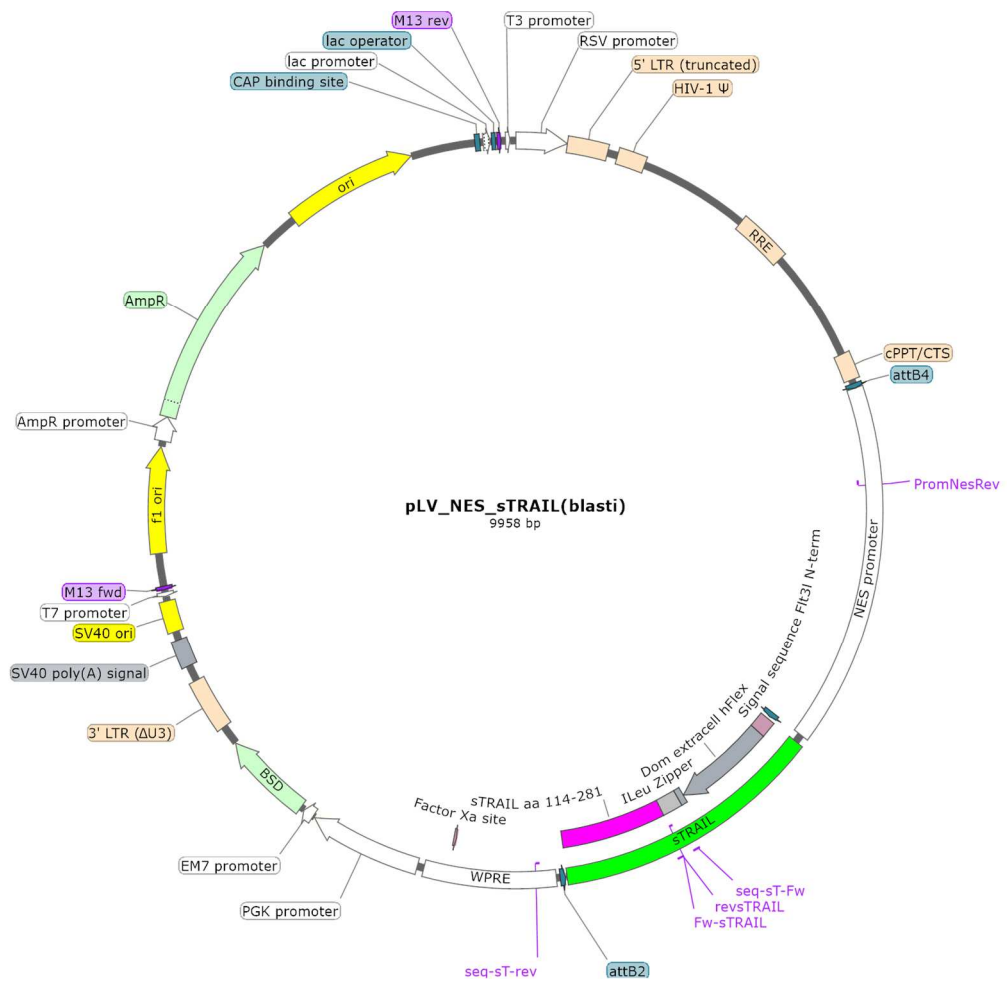 M13 rev
T3 promoter
lac operator
RSV promoter
lac promoter
5' LTR (truncated)
CAP binding site
HIV-1 Ψ
ori
RRE
AmpR
cPPT/CTS
attB4
AmpR promoter
PromNesRev
f1 ori
pLV_NES_sTRAIL(blasti)
9958 bp
NES promoter
Signal sequence Flt3l N-term
M13 fwd
T7 promoter
SV40 ori
SV40 poly(A) signal
Dom extracell hFlex
3' LTR (ΔU3)
ILeu Zipper
BSD
sTRAIL aa 114-281
Factor Xa site
sTRAIL
EM7 promoter
WPRE
seq-sT-Fw
revsTRAIL
PGK promoter
Fw-sTRAIL
seq-sT-rev
attB2